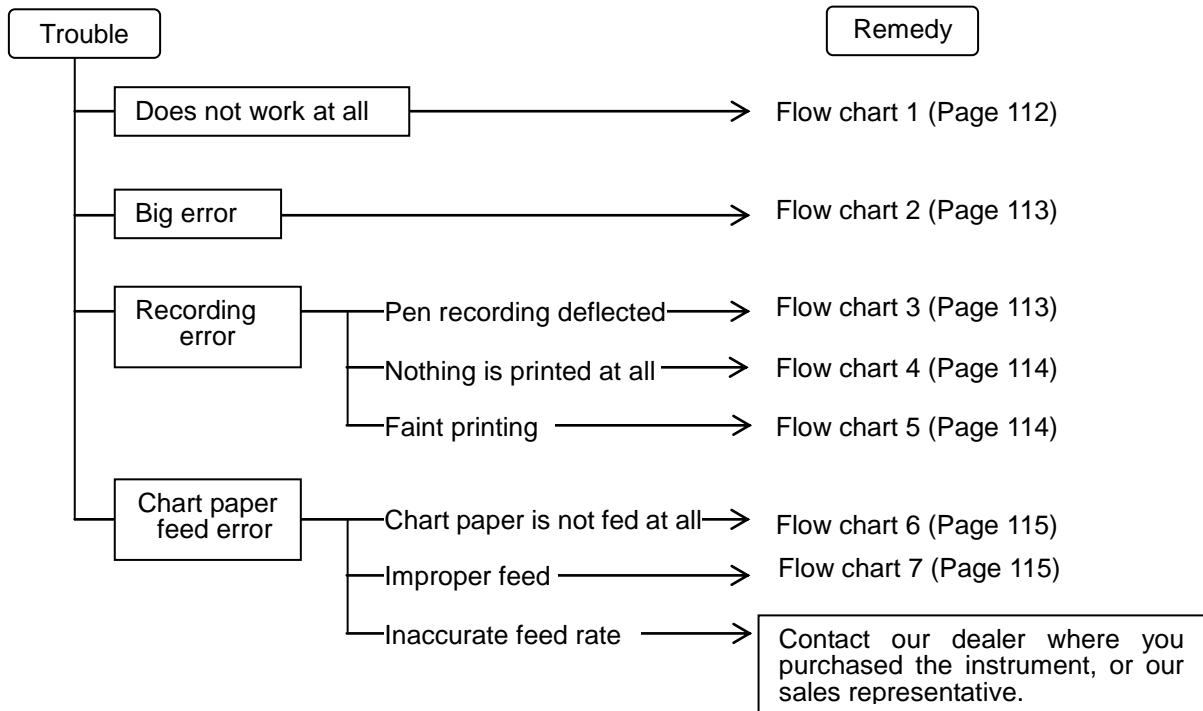 Trouble
Remedy
Does not work at all
Flow chart 1 (Page 112)
Big error
Flow chart 2 (Page 113)
Recording
error
Pen recording deflected
Flow chart 3 (Page 113)
Nothing is printed at all
Flow chart 4 (Page 114)
Faint printing
Flow chart 5 (Page 114)
Chart paper
feed error
Chart paper is not fed at all
Flow chart 6 (Page 115)
Improper feed
Flow chart 7 (Page 115)
Inaccurate feed rate
Contact our dealer where you
purchased the instrument, or our
sales representative.